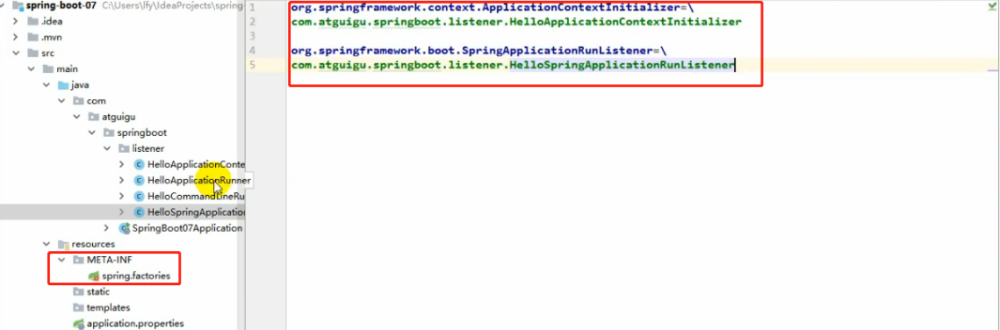 spring-boot-07 C:\Users\lfy\IdeaProjects\spring-
.idea
.mvn
src
main
java
com
atguigu
springboot
listener
HelloApplicationConte
HelloApplicationRunner
HelloCommandLineRu
HelloSpringApplication
SpringBoot07Application
resources
META-INF
spring.factories
static
templates
application.properties
1 org.springframework.context.ApplicationContextInitializer=\
2 com.atguigu.springboot.listener.HelloApplicationContextInitializer
3
4 org.springframework.boot.SpringApplicationRunListener=\
5 com.atguigu.springboot.listener.HelloSpringApplicationRunListener